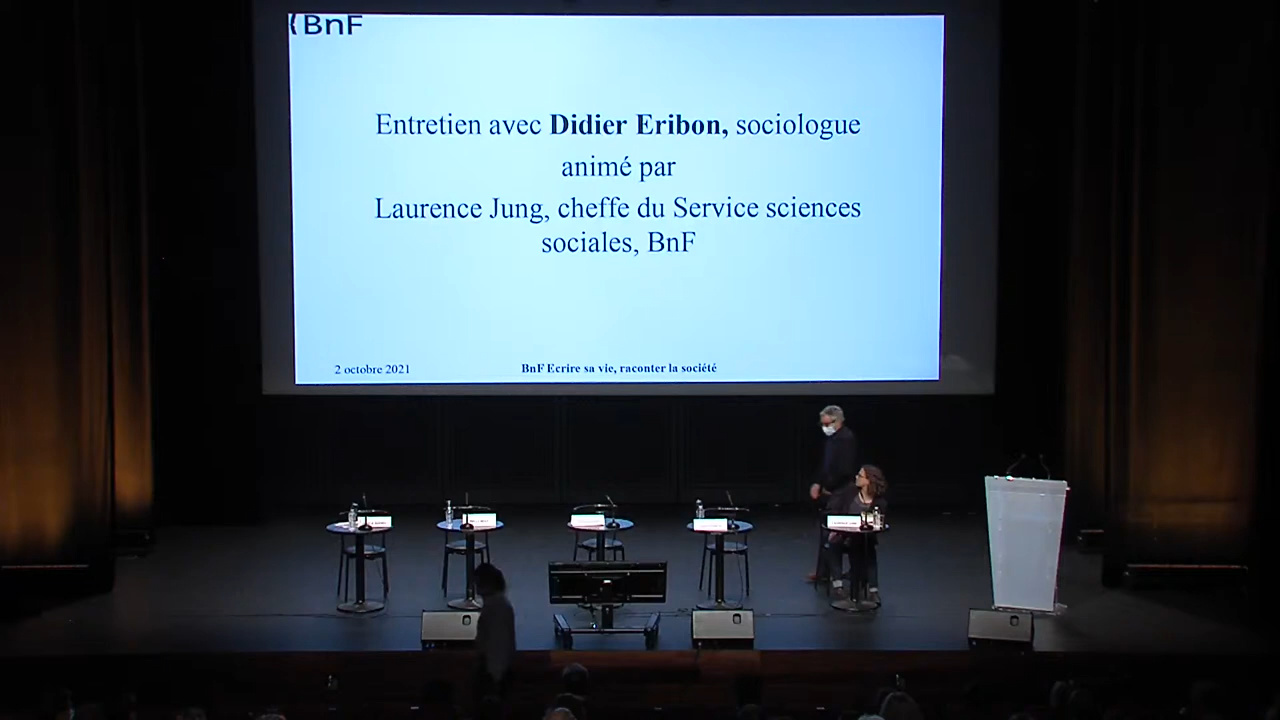 BnF
Entretien avec Didier Eribon, sociologue
animé par
Laurence Jung, cheffe du Service sciences
sociales, BnF
2 octobre 2021
BnF Ecrire sa vie, raconter la société